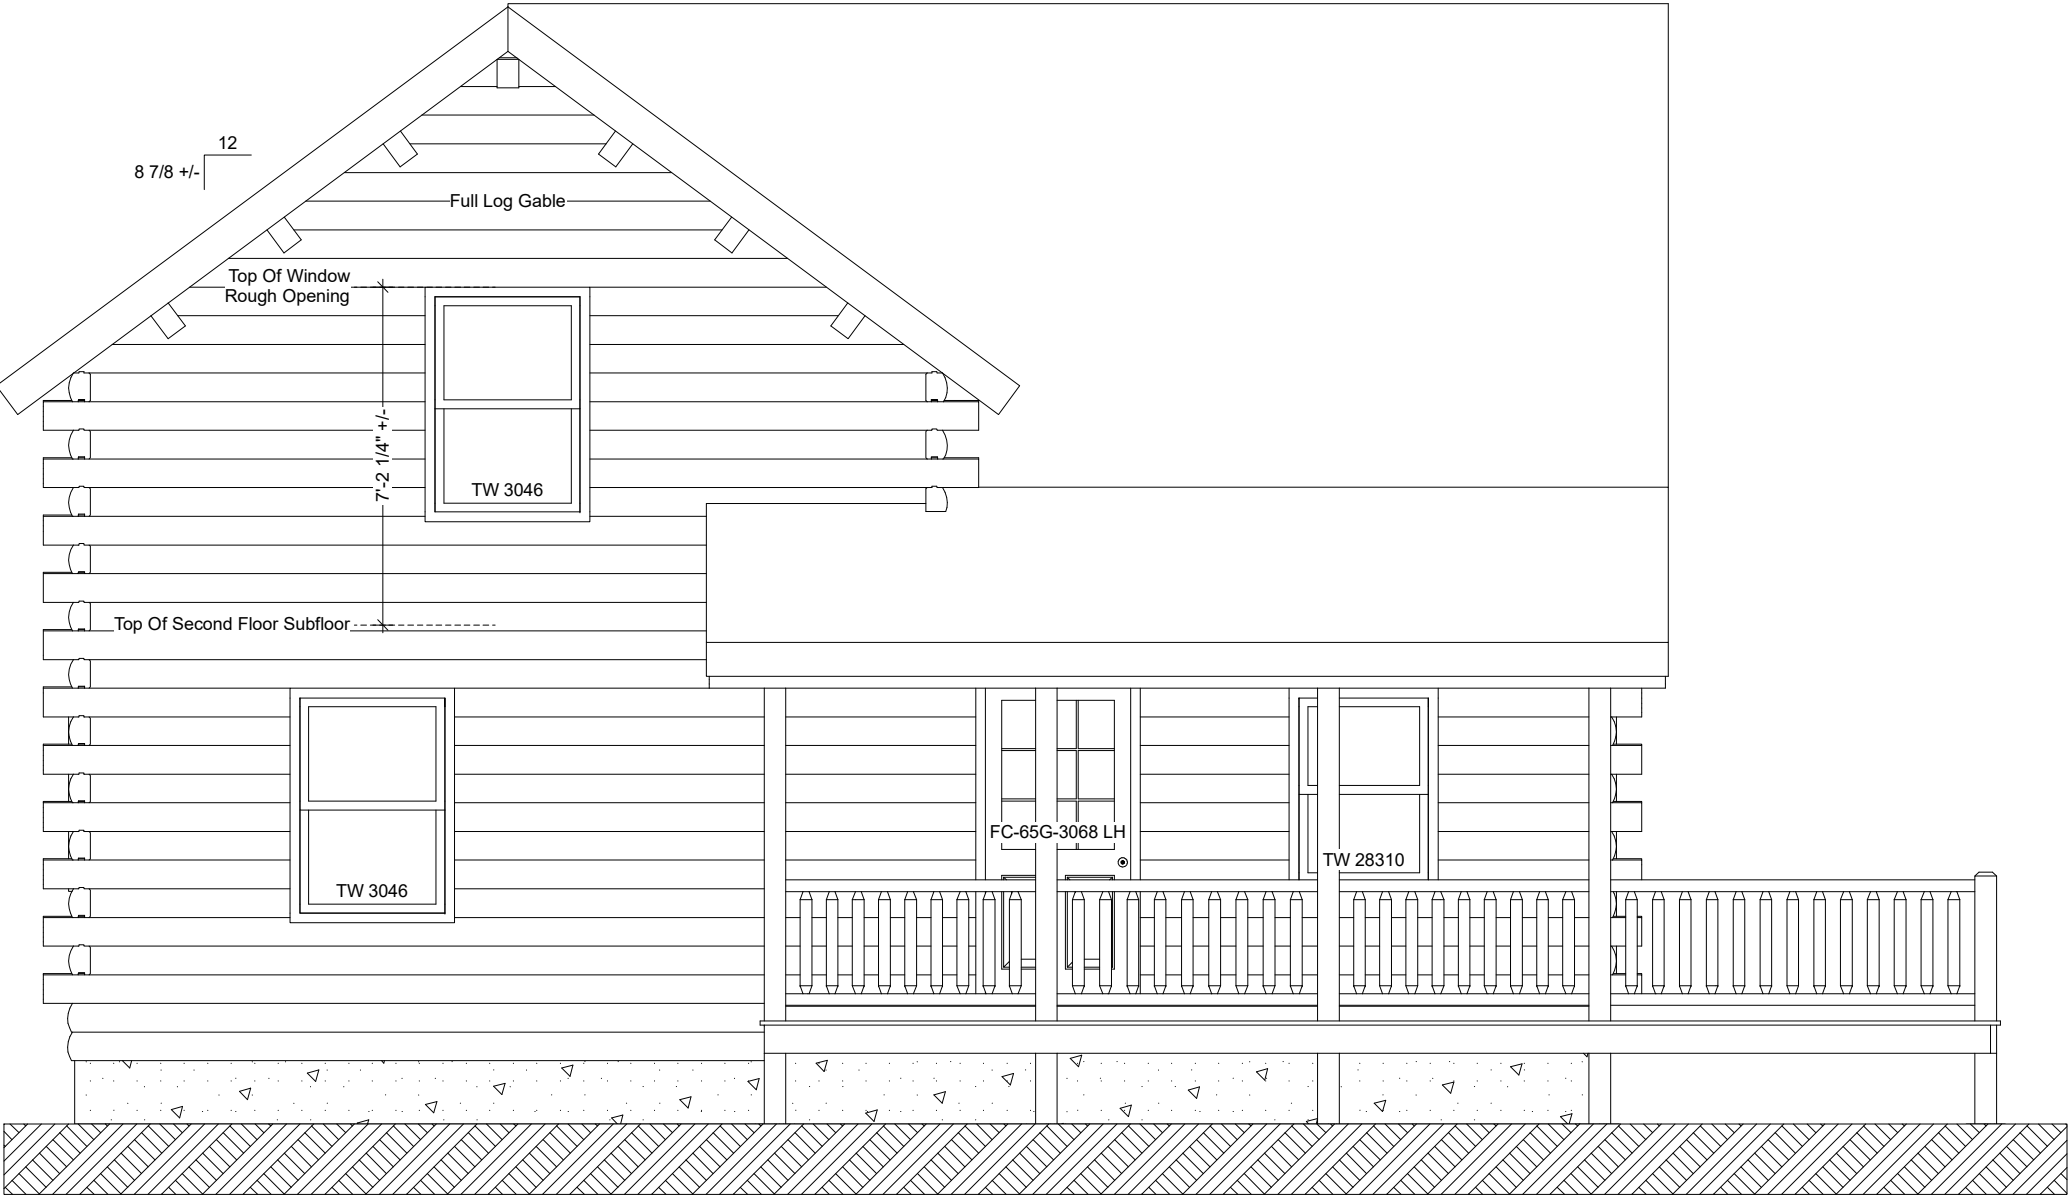 12
8 7/8 +/-
Full Log Gable
Top Of Window
Rough Opening
7'-2 1/4" +/-
TW 3046
Top Of Second Floor Subfloor
FC-65G-3068 LH
TW 28310
TW 3046